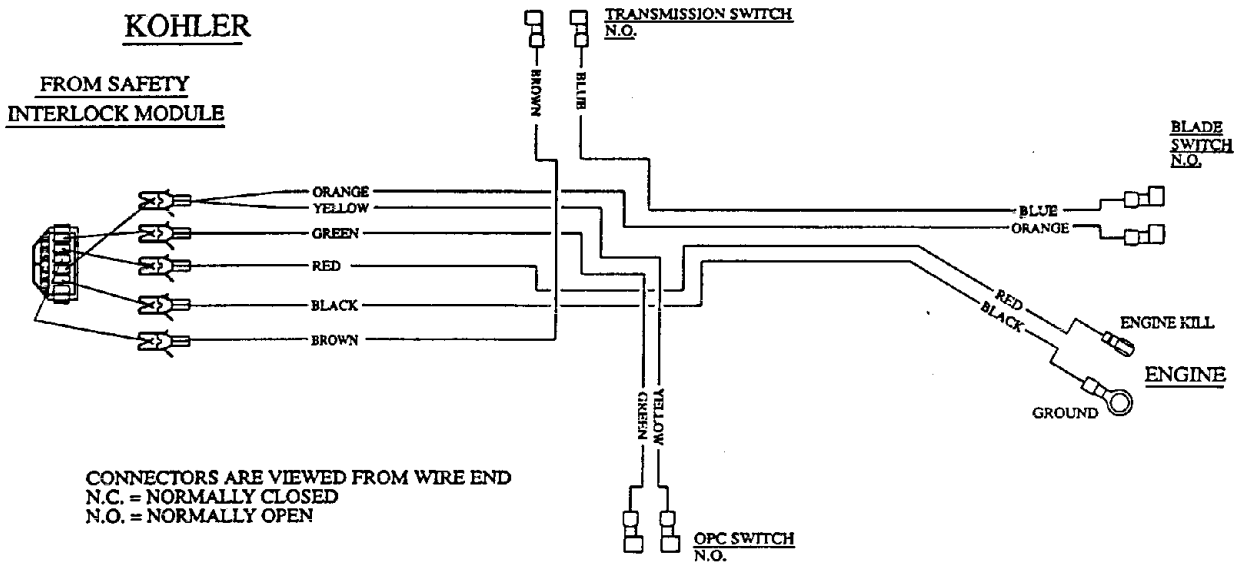 KOHLER
FROM SAFETY
INTERLOCK MODULE
TRANSMISSION SWITCH
N.O.
BROWN
BLUE
BLADE
SWITCH
N.O.
ORANGE
YELLOW
GREEN
RED
BLACK
BROWN
BLUE
ORANGE
RED
BLACK
ENGINE KILL
ENGINE
GROUND
GREEN
YELLOW
CONNECTORS ARE VIEWED FROM WIRE END
N.C. = NORMALLY CLOSED
N.O. = NORMALLY OPEN
OPC SWITCH
N.O.